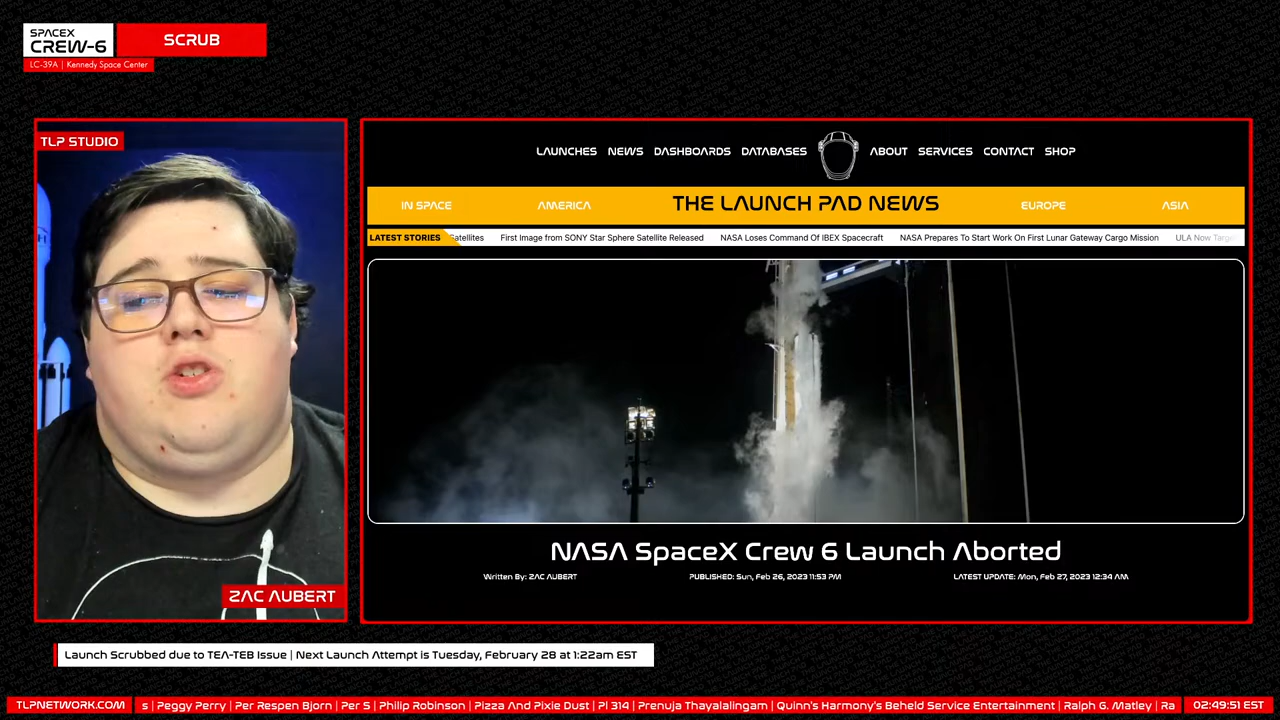 SPACEX
CREW-6
SCRUB
LC-39A | Kennedy Space Center
TLP STUDIO
ZAC AUBERT
LAUNCHES NEWS DASHBOARDS DATABASES ABOUT SERVICES CONTACT SHOP
IN SPACE AMERICA THE LAUNCH PAD NEWS EUROPE ASIA
LATEST STORIES Satellites First Image from SONY Star Sphere Satellite Released NASA Loses Command Of IBEX Spacecraft NASA Prepares To Start Work On First Lunar Gateway Cargo Mission ULA Now Targe
NASA SpaceX Crew 6 Launch Aborted
Written By: ZAC AUBERT PUBLISHED: Sun, Feb 26, 2023 11:53 PM LATEST UPDATE: Mon, Feb 27, 2023 12:34 AM
Launch Scrubbed due to TEA-TEB Issue | Next Launch Attempt is Tuesday, February 28 at 1:22am EST
TLPNETWORK.COM s | Peggy Perry | Per Respen Bjorn | Per S | Philip Robinson | Pizza And Pixie Dust | Pl 314 | Prenuja Thayalalingam | Quinn's Harmony's Beheld Service Entertainment | Ralph G. Matley | Ra 02:49:51 EST